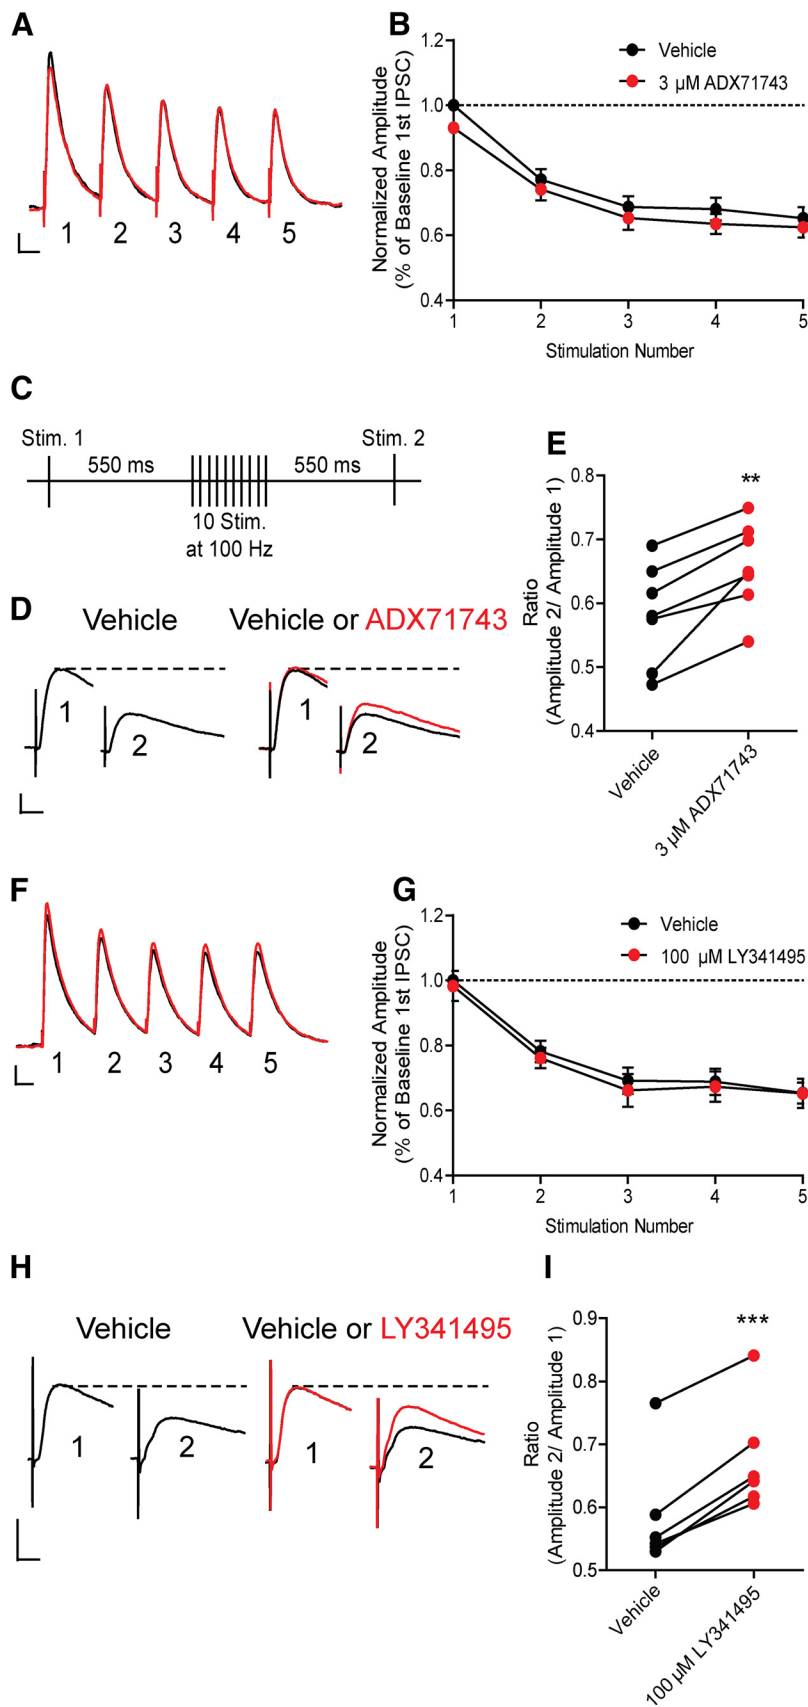 A
1 2 3 4 5
B
Normalized Amplitude
(% of Baseline 1st IPSC)
1.2
1.0
0.8
0.6
0.4
Vehicle
3 µM ADX71743
1 2 3 4 5
Stimulation Number
C
Stim. 1
550 ms
550 ms
Stim. 2
10 Stim.
at 100 Hz
D
Vehicle
Vehicle or ADX71743
1
2
1
2
E
Ratio
(Amplitude 2/ Amplitude 1)
0.8
0.7
0.6
0.5
0.4
**
Vehicle
3 µM ADX71743
F
1 2 3 4 5
G
Normalized Amplitude
(% of Baseline 1st IPSC)
1.2
1.0
0.8
0.6
0.4
Vehicle
100 µM LY341495
1 2 3 4 5
Stimulation Number
H
Vehicle
Vehicle or LY341495
1
2
1
2
I
Ratio
(Amplitude 2/ Amplitude 1)
0.9
0.8
0.7
0.6
0.5
***
Vehicle
100 µM LY341495